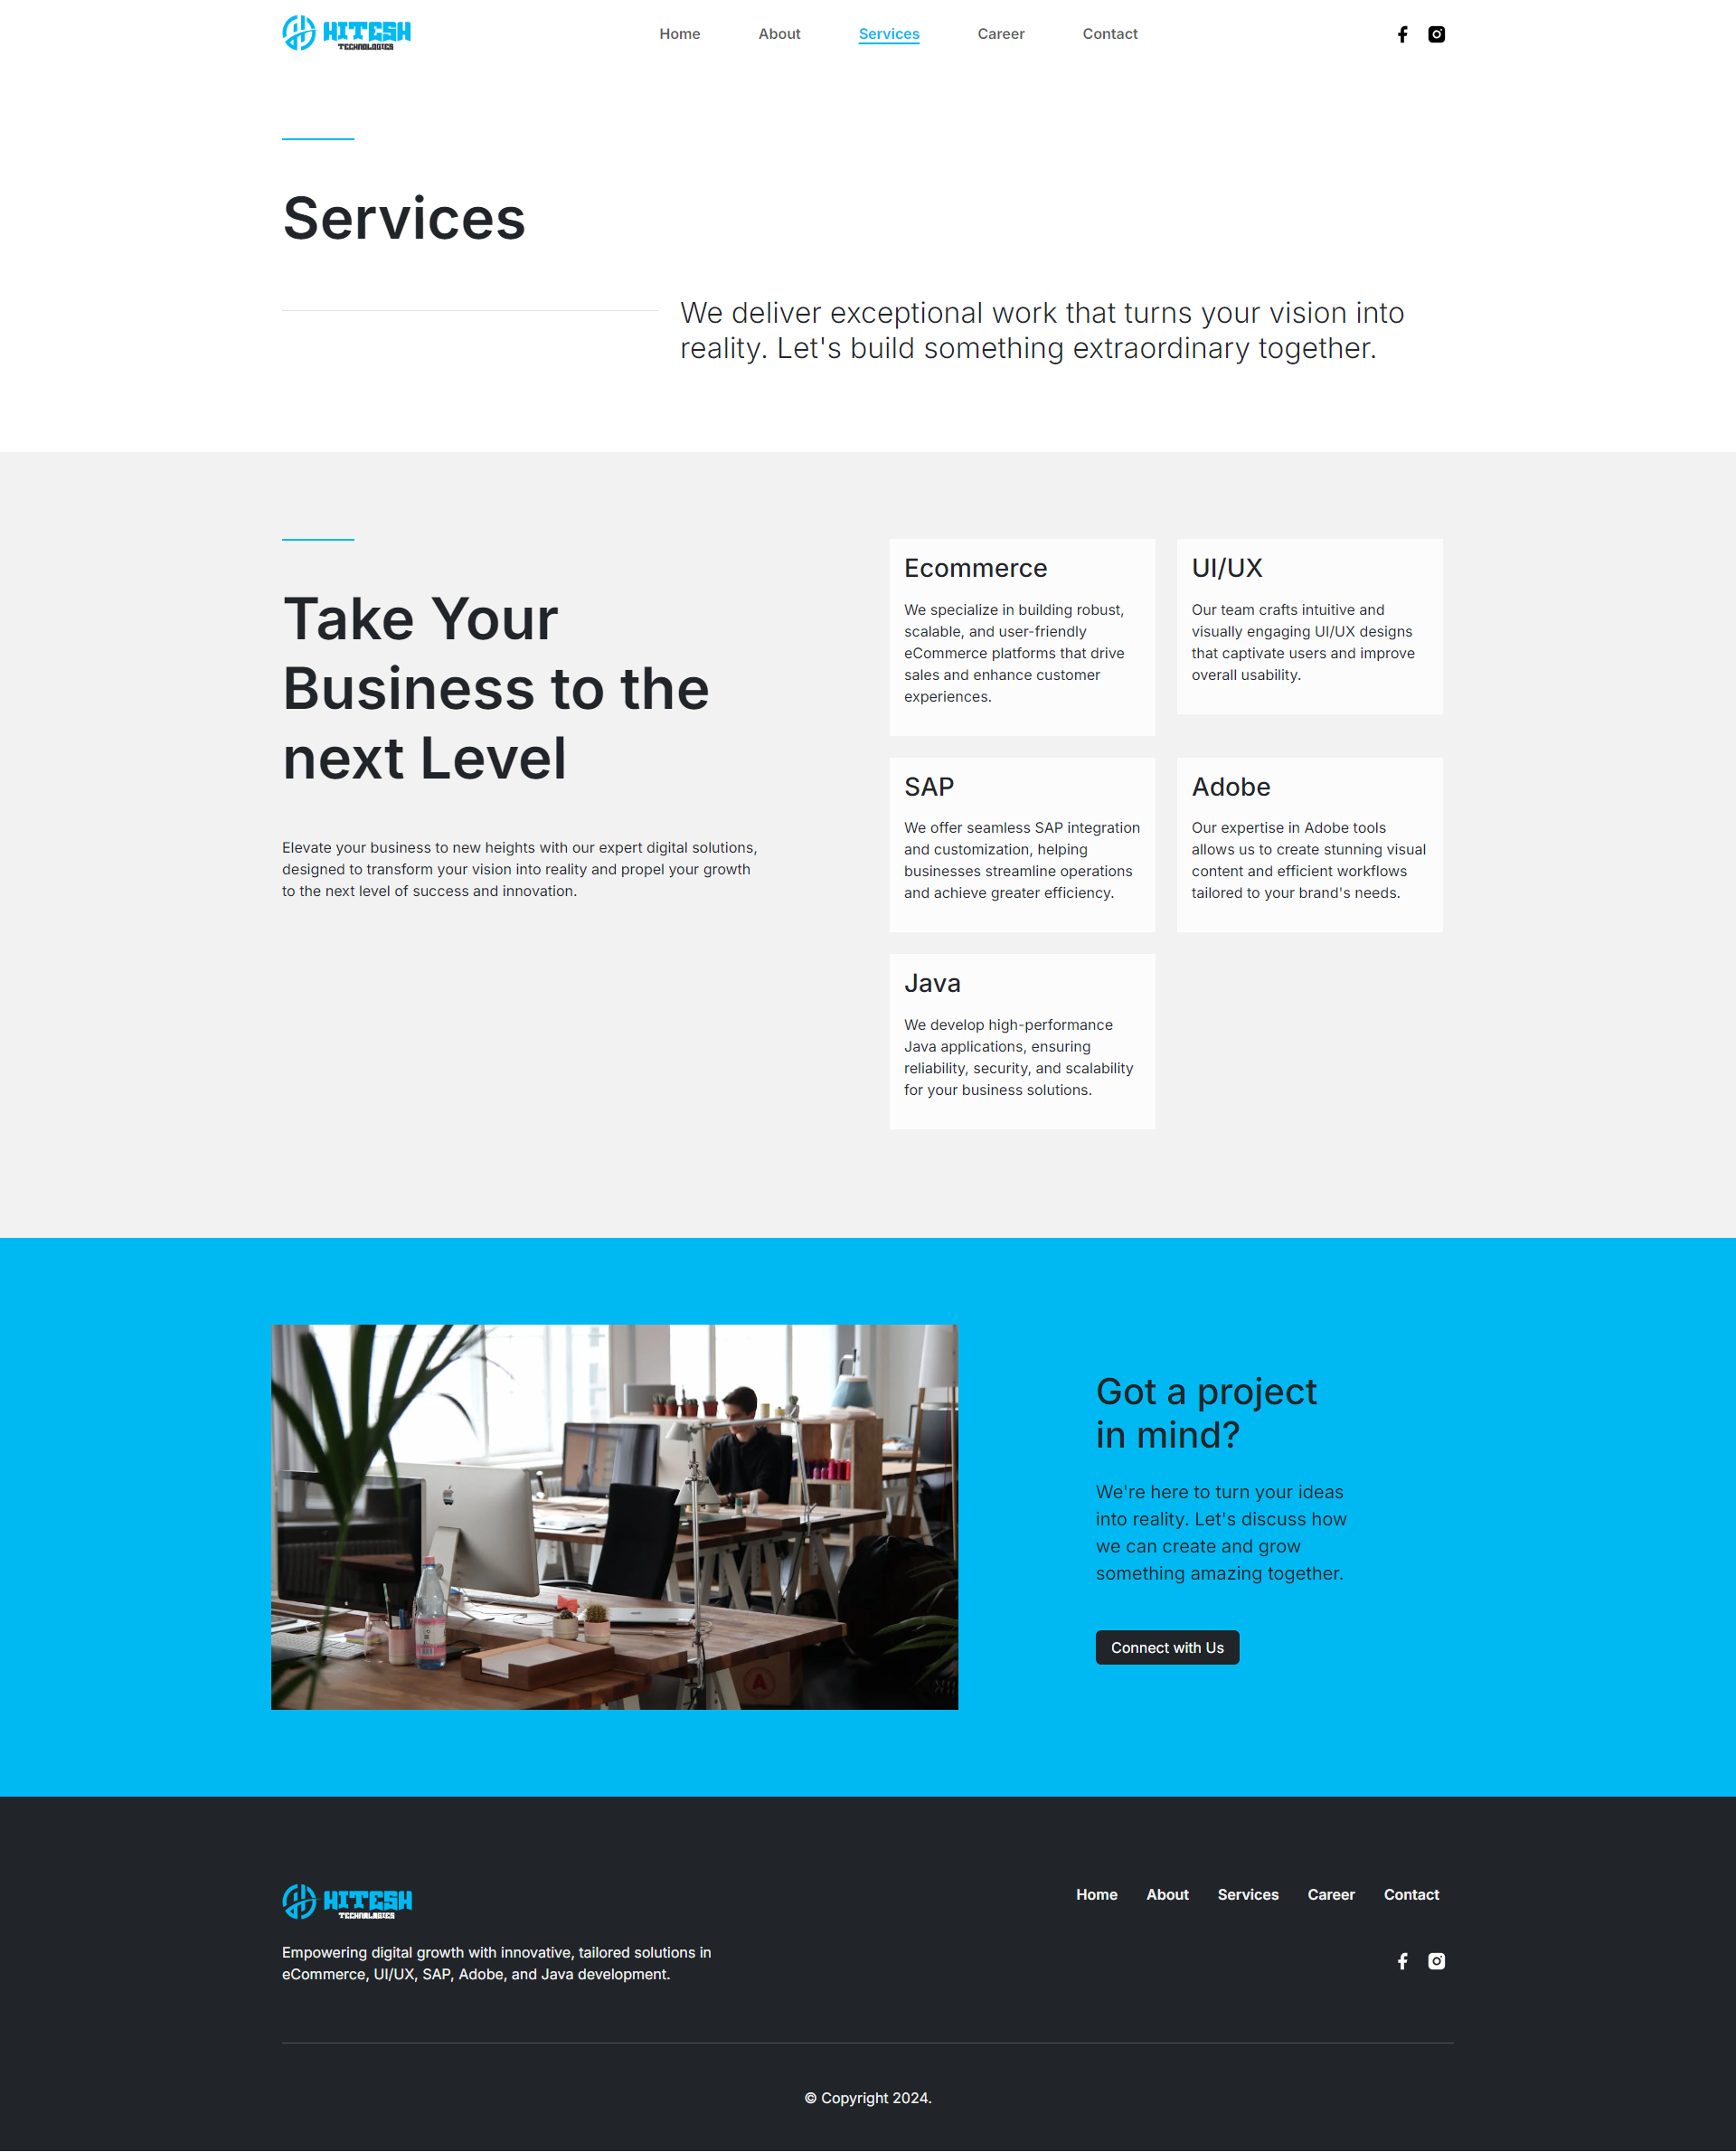 HITESH
TECHNOLOGIES
Home
About
Services
Career
Contact
Services
We deliver exceptional work that turns your vision into
reality. Let's build something extraordinary together.
Take Your
Business to the
next Level
Elevate your business to new heights with our expert digital solutions,
designed to transform your vision into reality and propel your growth
to the next level of success and innovation.
Ecommerce
We specialize in building robust,
scalable, and user-friendly
eCommerce platforms that drive
sales and enhance customer
experiences.
UI/UX
Our team crafts intuitive and
visually engaging UI/UX designs
that captivate users and improve
overall usability.
SAP
We offer seamless SAP integration
and customization, helping
businesses streamline operations
and achieve greater efficiency.
Adobe
Our expertise in Adobe tools
allows us to create stunning visual
content and efficient workflows
tailored to your brand's needs.
Java
We develop high-performance
Java applications, ensuring
reliability, security, and scalability
for your business solutions.
A
Got a project
in mind?
We're here to turn your ideas
into reality. Let's discuss how
we can create and grow
something amazing together.
Connect with Us
HITESH
TECHNOLOGIES
Empowering digital growth with innovative, tailored solutions in
eCommerce, UI/UX, SAP, Adobe, and Java development.
Home
About
Services
Career
Contact
© Copyright 2024.